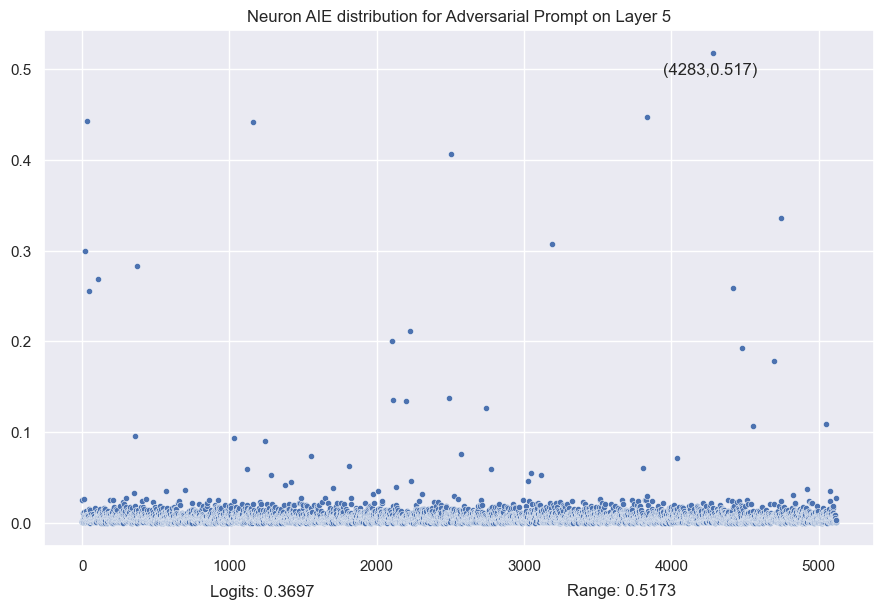 Neuron AIE distribution for Adversarial Prompt on Layer 5
0.5
0.4
0.3
0.2
0.1
0.0
(4283,0.517)
0 1000 2000 3000 4000 5000
Logits: 0.3697 Range: 0.5173